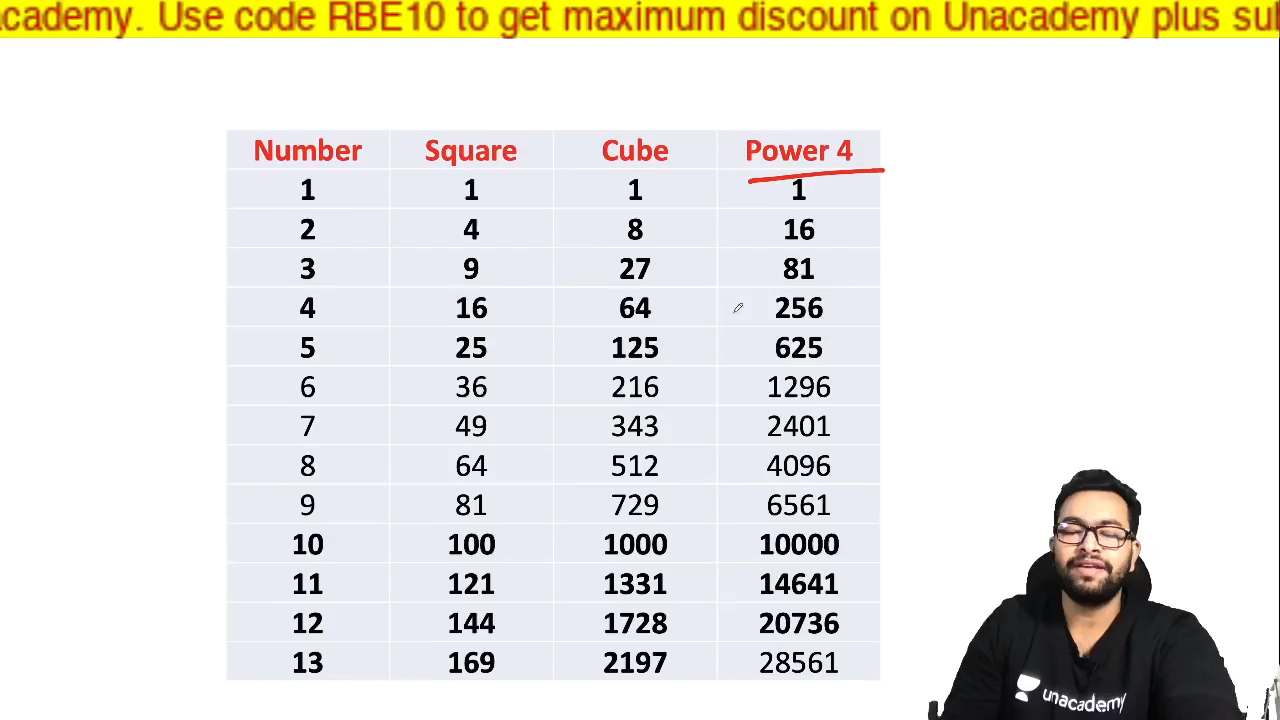 cademy. Use code RBE10 to get maximum discount on Unacademy plus
Number Square Cube Power 4
1 1 1 1
2 4 8 16
3 9 27 81
4 16 64 256
5 25 125 625
6 36 216 1296
7 49 343 2401
8 64 512 4096
9 81 729 6561
10 100 1000 10000
11 121 1331 14641
12 144 1728 20736
13 169 2197 28561
unacademy